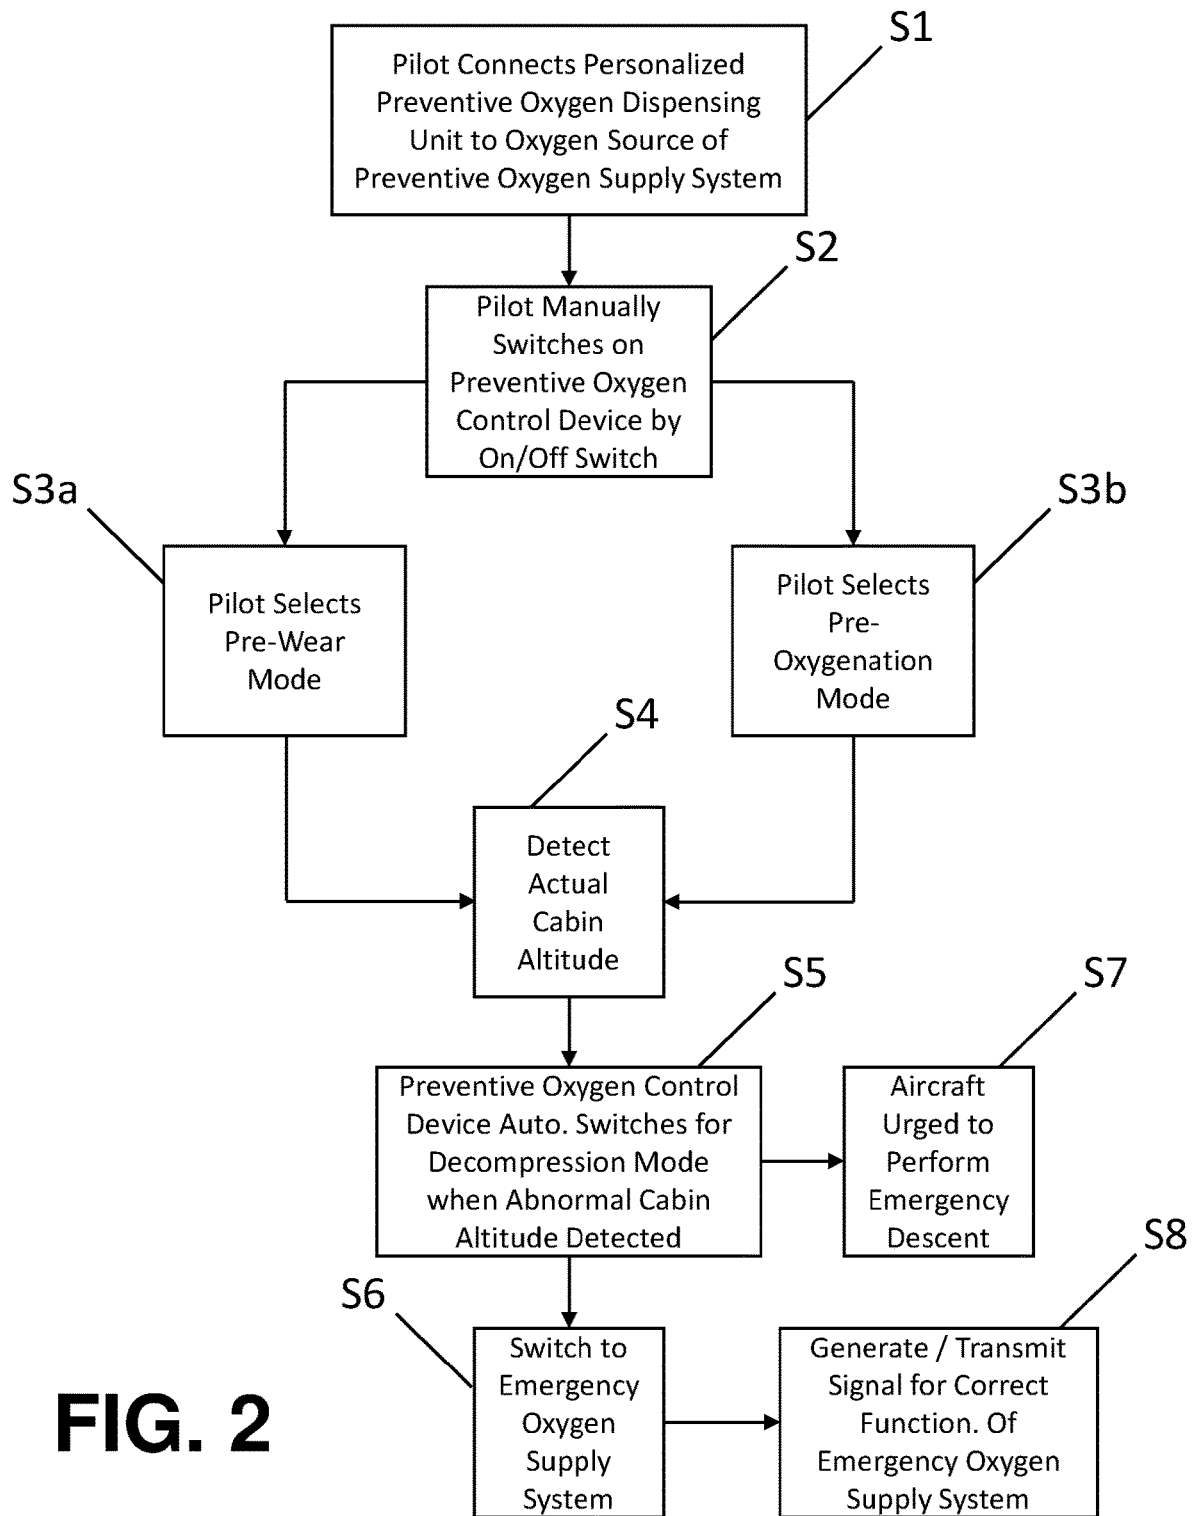 S1
Pilot Connects Personalized
Preventive Oxygen Dispensing
Unit to Oxygen Source of
Preventive Oxygen Supply System
S2
Pilot Manually
Switches on
Preventive Oxygen
Control Device by
On/Off Switch
S3a
Pilot Selects
Pre-Wear
Mode
S3b
Pilot Selects
Pre-
Oxygenation
Mode
S4
Detect
Actual
Cabin
Altitude
S5
Preventive Oxygen Control
Device Auto. Switches for
Decompression Mode
when Abnormal Cabin
Altitude Detected
S7
Aircraft
Urged to
Perform
Emergency
Descent
S6
Switch to
Emergency
Oxygen
Supply
System
S8
Generate / Transmit
Signal for Correct
Function. Of
Emergency Oxygen
Supply System
FIG. 2